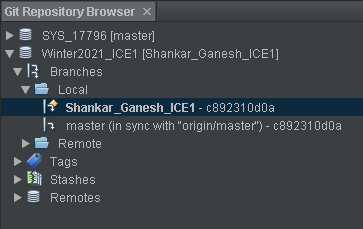 Git Repository Browser
SYS_17796 [master]
Winter2021_ICE1 [Shankar_Ganesh_ICE1]
Branches
Local
Shankar_Ganesh_ICE1 - c892310d0a
master (in sync with "origin/master") - c892310d0a
Remote
Tags
Stashes
Remotes